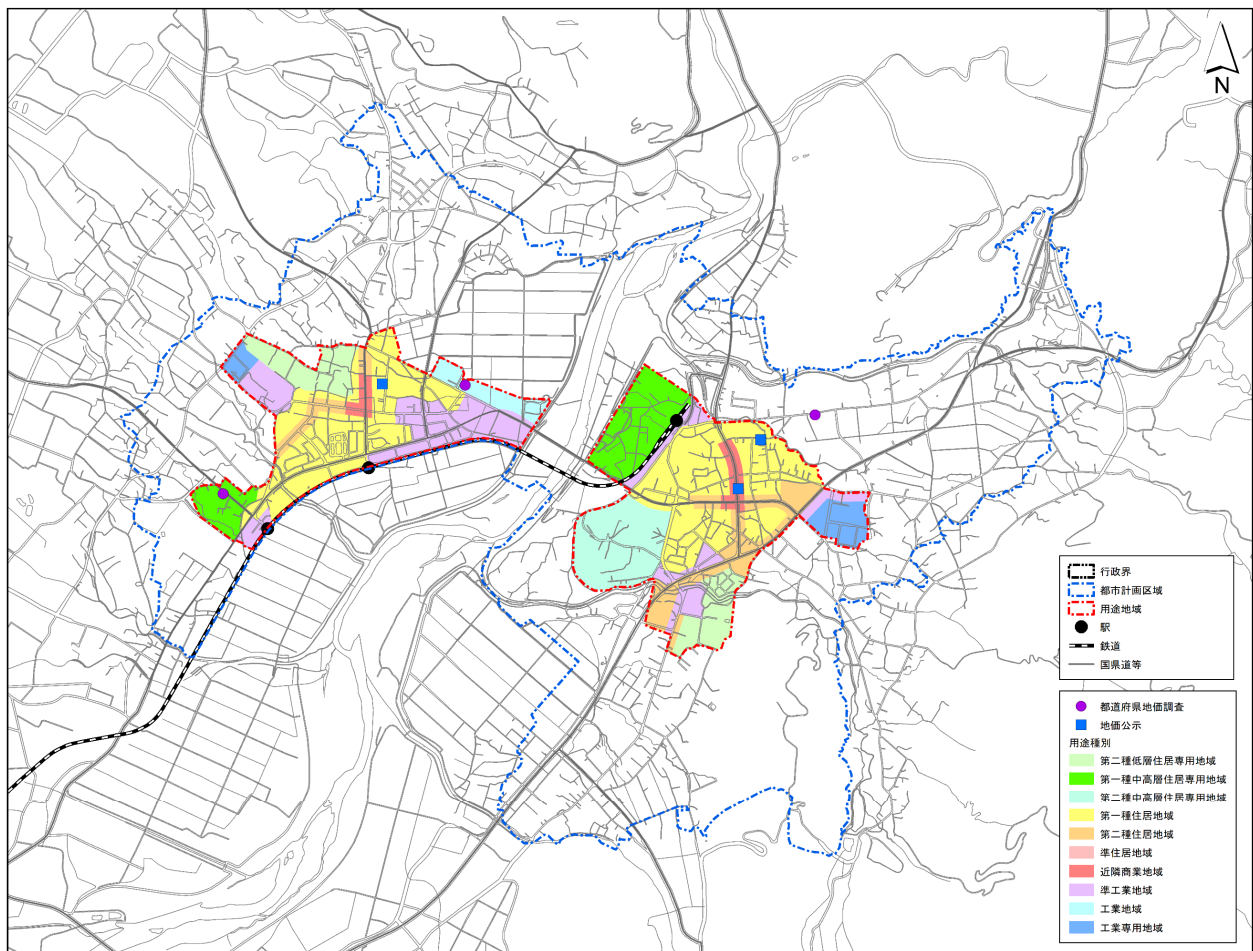 N
行政界
都市計画区域
用途地域
駅
鉄道
国県道等
都道府県地価調査
地価公示
用途種別
第二種低層住居専用地域
第一種中高層住居専用地域
第二種中高層住居専用地域
第一種住居地域
第二種住居地域
準住居地域
近隣商業地域
準工業地域
工業地域
工業専用地域